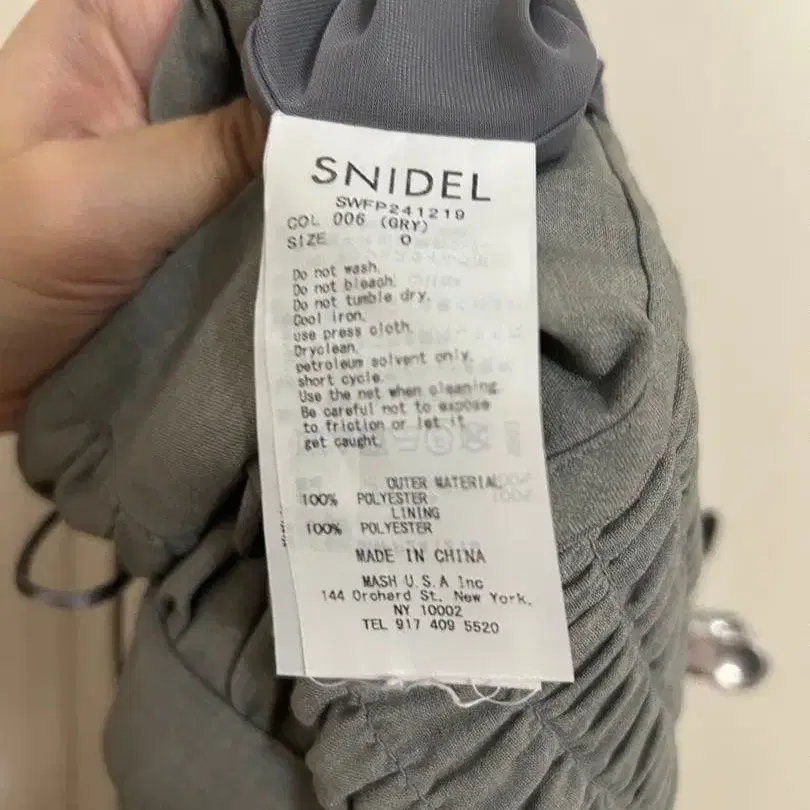 SNIDEL
SWFP241219
COL 006 (GRY)
SIZE 0
Do not wash.
Do not bleach.
Do not tumble dry.
Cool iron.
use press cloth.
Dryclean.
petroleum solvent only.
short cycle.
Use the net when cleaning.
Be careful not to expose
to friction or let it
get caught.
OUTER MATERIAL
100% POLYESTER
LINING
100% POLYESTER
MADE IN CHINA
MASH U.S.A Inc
144 Orchard St. New York.
NY 10002
TEL 917 409 5520